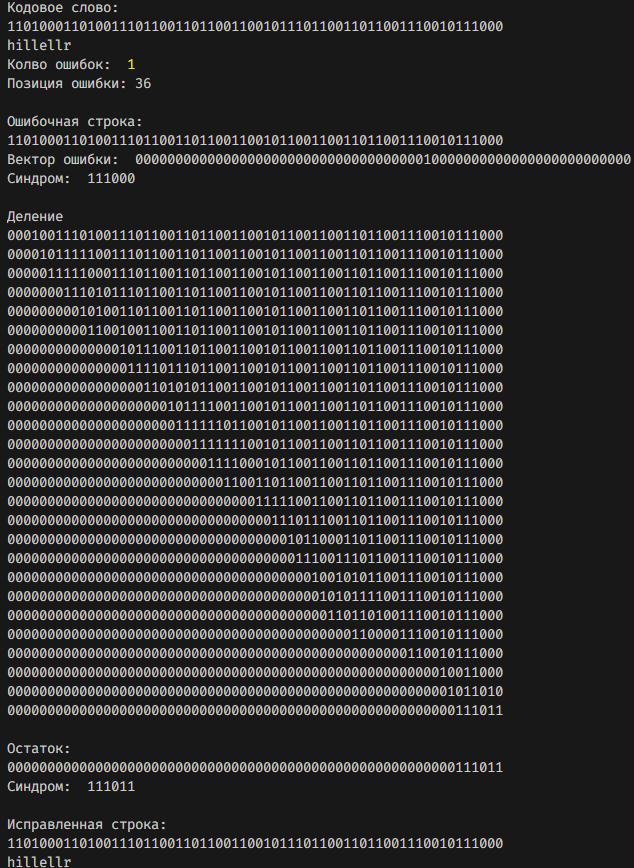 Кодовое слово:
11010001101001110110011011001100101110110011011001110010111000
hillellr
Колво ошибок:  1
Позиция ошибки: 36
Ошибочная строка:
11010001101001110110011011001100101100110011011001110010111000
Вектор ошибки:  00000000000000000000000000000000000010000000000000000000000000
Синдром:  111000
Деление
00010011101001110110011011001100101100110011011001110010111000
00001011111001110110011011001100101100110011011001110010111000
00000111110001110110011011001100101100110011011001110010111000
00000001110101110110011011001100101100110011011001110010111000
00000000010100110110011011001100101100110011011001110010111000
00000000001100100110011011001100101100110011011001110010111000
00000000000000101110011011001100101100110011011001110010111000
00000000000000011110111011001100101100110011011001110010111000
00000000000000000110101011001100101100110011011001110010111000
00000000000000000000101111001100101100110011011001110010111000
00000000000000000000011111101100101100110011011001110010111000
00000000000000000000000111111100101100110011011001110010111000
00000000000000000000000001111000101100110011011001110010111000
00000000000000000000000000011001101100110011011001110010111000
00000000000000000000000000000001111100110011011001110010111000
00000000000000000000000000000000011101110011011001110010111000
00000000000000000000000000000000000101100011011001110010111000
00000000000000000000000000000000000011100111011001110010111000
00000000000000000000000000000000000000100101011001110010111000
00000000000000000000000000000000000000010101111001110010111000
00000000000000000000000000000000000000001101101001110010111000
00000000000000000000000000000000000000000001100001110010111000
00000000000000000000000000000000000000000000000000110010111000
00000000000000000000000000000000000000000000000000000010011000
00000000000000000000000000000000000000000000000000000001011010
00000000000000000000000000000000000000000000000000000000111011
Остаток:
00000000000000000000000000000000000000000000000000000000111011
Синдром:  111011
Исправленная строка:
11010001101001110110011011001100101110110011011001110010111000
hillellr